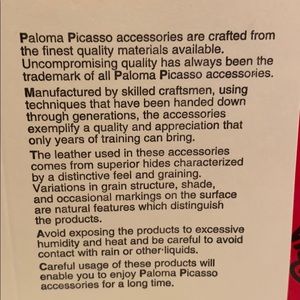 Paloma Picasso accessories are crafted from
the finest quality materials available.
Uncompromising quality has always been the
trademark of all Paloma Picasso accessories.
Manufactured by skilled craftsmen, using
techniques that have been handed down
through generations, the accessories
exemplify a quality and appreciation that
only years of training can bring.
The leather used in these accessories
comes from superior hides characterized
by a distinctive feel and graining.
Variations in grain structure, shade,
and occasional markings on the surface
are natural features which distinguish
the products.
Avoid exposing the products to excessive
humidity and heat and be careful to avoid
contact with rain or other liquids.
Careful usage of these products will
enable you to enjoy Paloma Picasso
accessories for a long time.